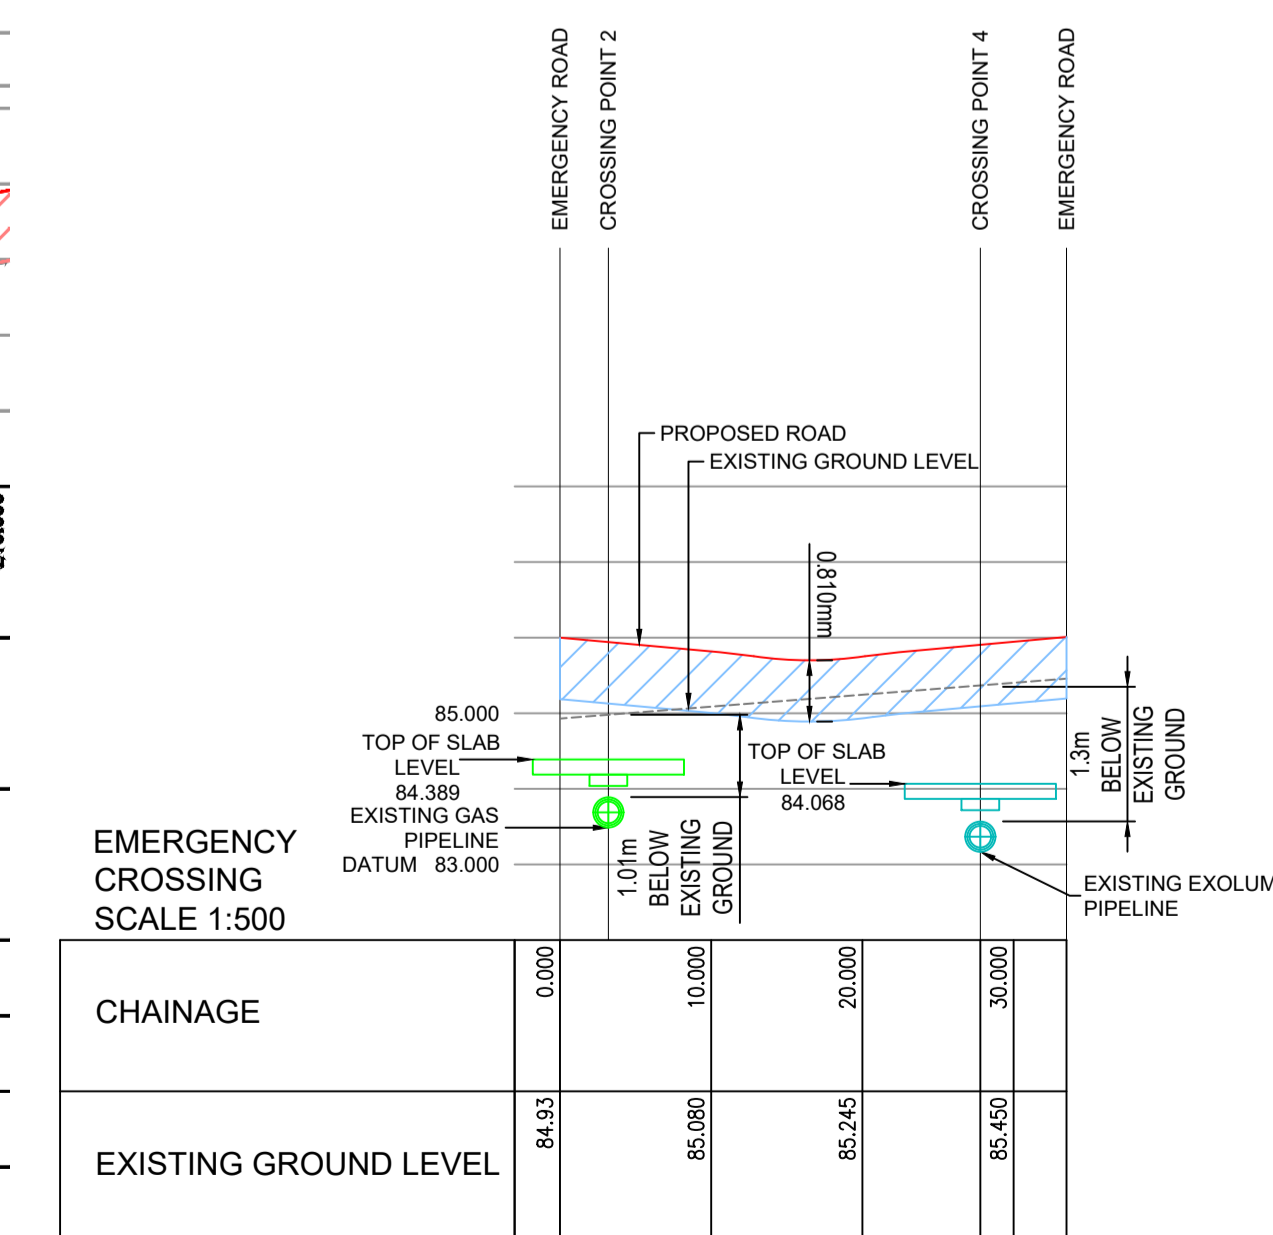 EMERGENCY ROAD
CROSSING POINT 2
CROSSING POINT 4
EMERGENCY ROAD
PROPOSED ROAD
EXISTING GROUND LEVEL
0.810mm
85.000
TOP OF SLAB
LEVEL
84.389
EXISTING GAS
PIPELINE
DATUM 83.000
1.01m
BELOW
EXISTING
GROUND
TOP OF SLAB
LEVEL
84.068
1.3m
BELOW
EXISTING
GROUND
EXISTING EXOLUM
PIPELINE
EMERGENCY
CROSSING
SCALE 1:500
CHAINAGE
0.000
10.000
20.000
30.000
EXISTING GROUND LEVEL
84.93
85.080
85.245
85.450